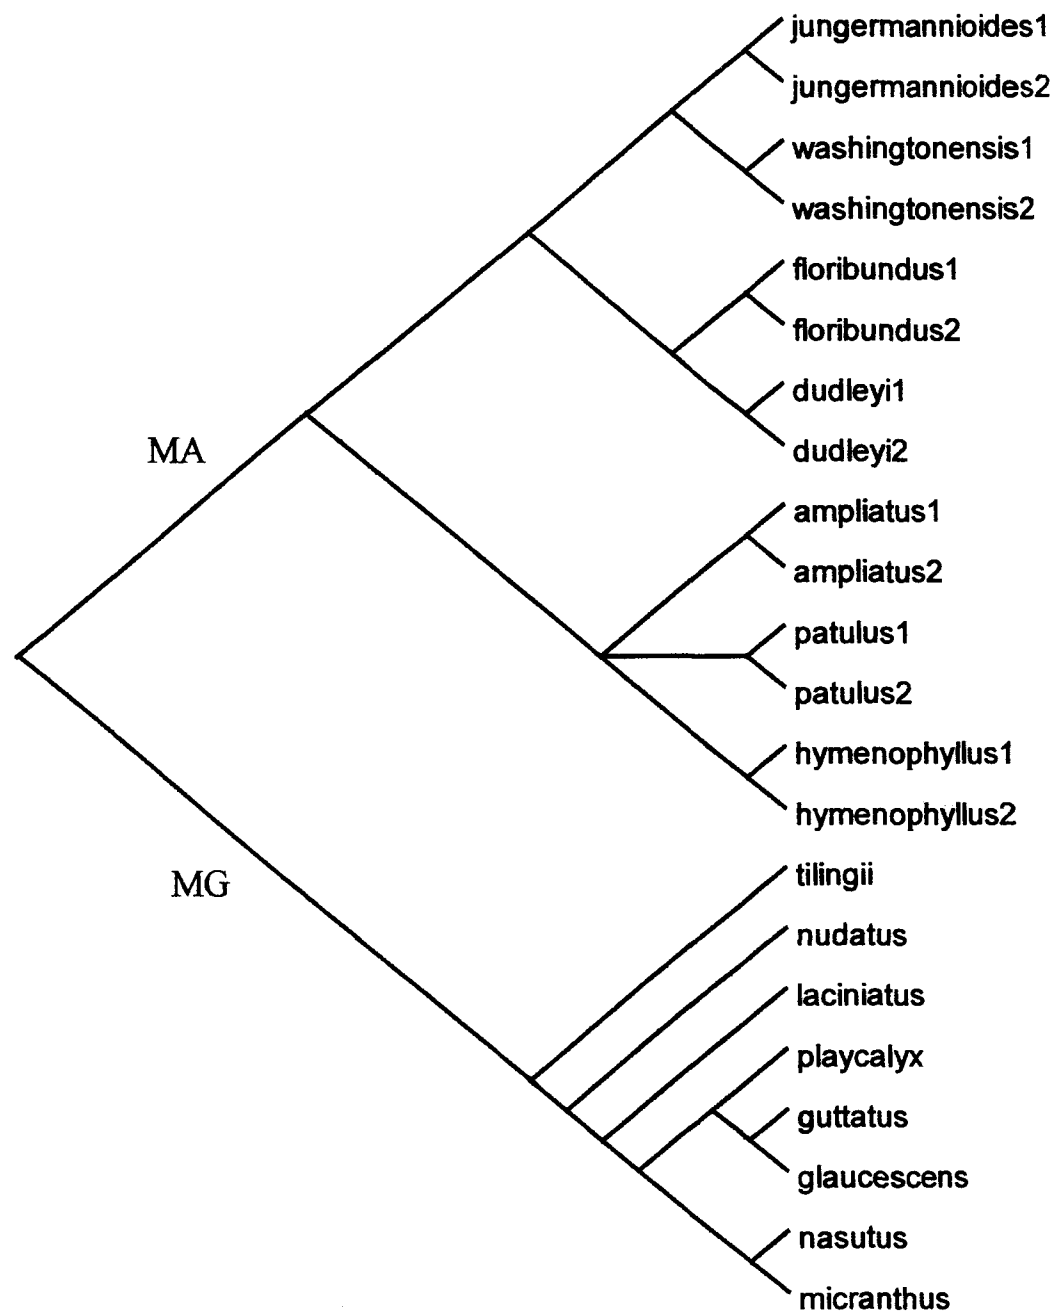 jungermannioides1
jungermannioides2
washingtonensis1
washingtonensis2
floribundus1
floribundus2
dudleyi1
dudleyi2
MA
ampliatus1
ampliatus2
patulus1
patulus2
hymenophyllus1
hymenophyllus2
tilingii
MG
nudatus
laciniatus
playcalyx
guttatus
glaucescens
nasutus
micranthus